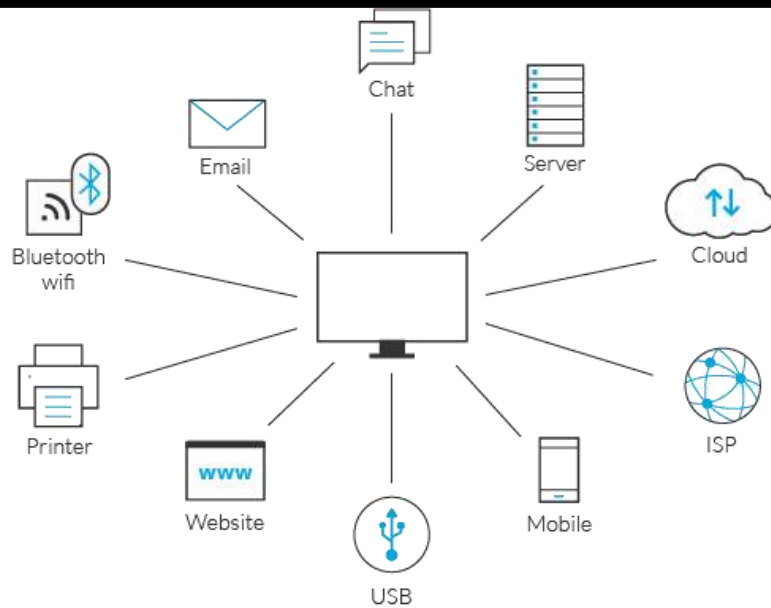 Chat
Email
Server
Bluetooth
wifi
Cloud
Printer
ISP
www
Website
Mobile
USB